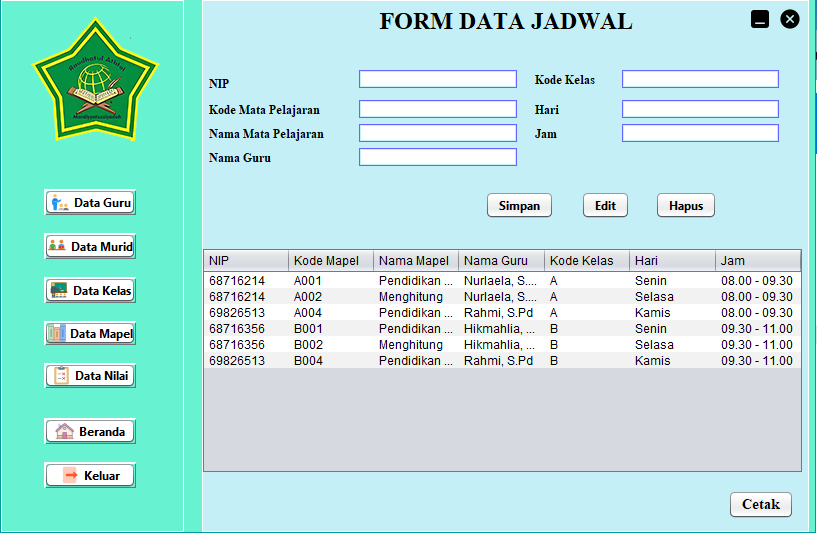 FORM DATA JADWAL
Raudhatul Athfal
NIP
Kode Kelas
Kode Mata Pelajaran
Hari
Nama Mata Pelajaran
Jam
Nama Guru
Simpan Edit Hapus
Data Guru
Data Murid
Data Kelas
Data Mapel
Data Nilai
Beranda
Keluar
NIP Kode Mapel Nama Mapel Nama Guru Kode Kelas Hari Jam
68716214 A001 Pendidikan ... Nurlaela, S.... A Senin 08.00 - 09.30
68716214 A002 Menghitung Nurlaela, S.... A Selasa 08.00 - 09.30
69826513 A004 Pendidikan ... Rahmi, S.Pd A Kamis 08.00 - 09.30
68716356 B001 Pendidikan ... Hikmahlia, ... B Senin 09.30 - 11.00
68716356 B002 Menghitung Hikmahlia, ... B Selasa 09.30 - 11.00
69826513 B004 Pendidikan ... Rahmi, S.Pd B Kamis 09.30 - 11.00
Cetak